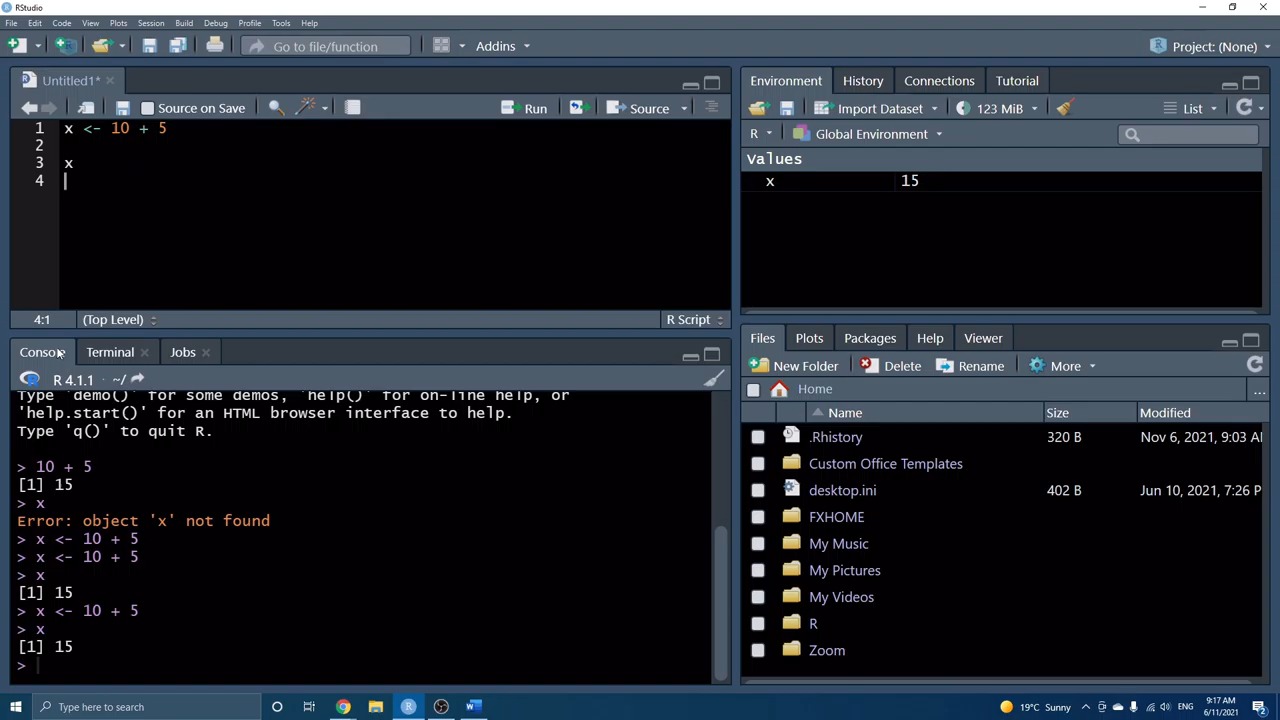 RStudio
File Edit Code View Plots Session Build Debug Profile Tools Help
Go to file/function Addins Project: (None)
Untitled1*
Source on Save Run Source
1 x <- 10 + 5
2
3 x
4
4:1 (Top Level) R Script
Console Terminal Jobs
R 4.1.1 · ~/
Type 'demo()' for some demos, 'help()' for on-line help, or
'help.start()' for an HTML browser interface to help.
Type 'q()' to quit R.
> 10 + 5
[1] 15
> x
Error: object 'x' not found
> x <- 10 + 5
> x <- 10 + 5
> x
[1] 15
> x <- 10 + 5
> x
[1] 15
>
Environment History Connections Tutorial
Import Dataset 123 MiB List
R Global Environment
Values
x 15
Files Plots Packages Help Viewer
New Folder Delete Rename More
Home ...
Name Size Modified
.Rhistory 320 B Nov 6, 2021, 9:03 A
Custom Office Templates
desktop.ini 402 B Jun 10, 2021, 7:26 P
FXHOME
My Music
My Pictures
My Videos
R
Zoom
Type here to search 19°C Sunny 9:17 AM
6/11/2021